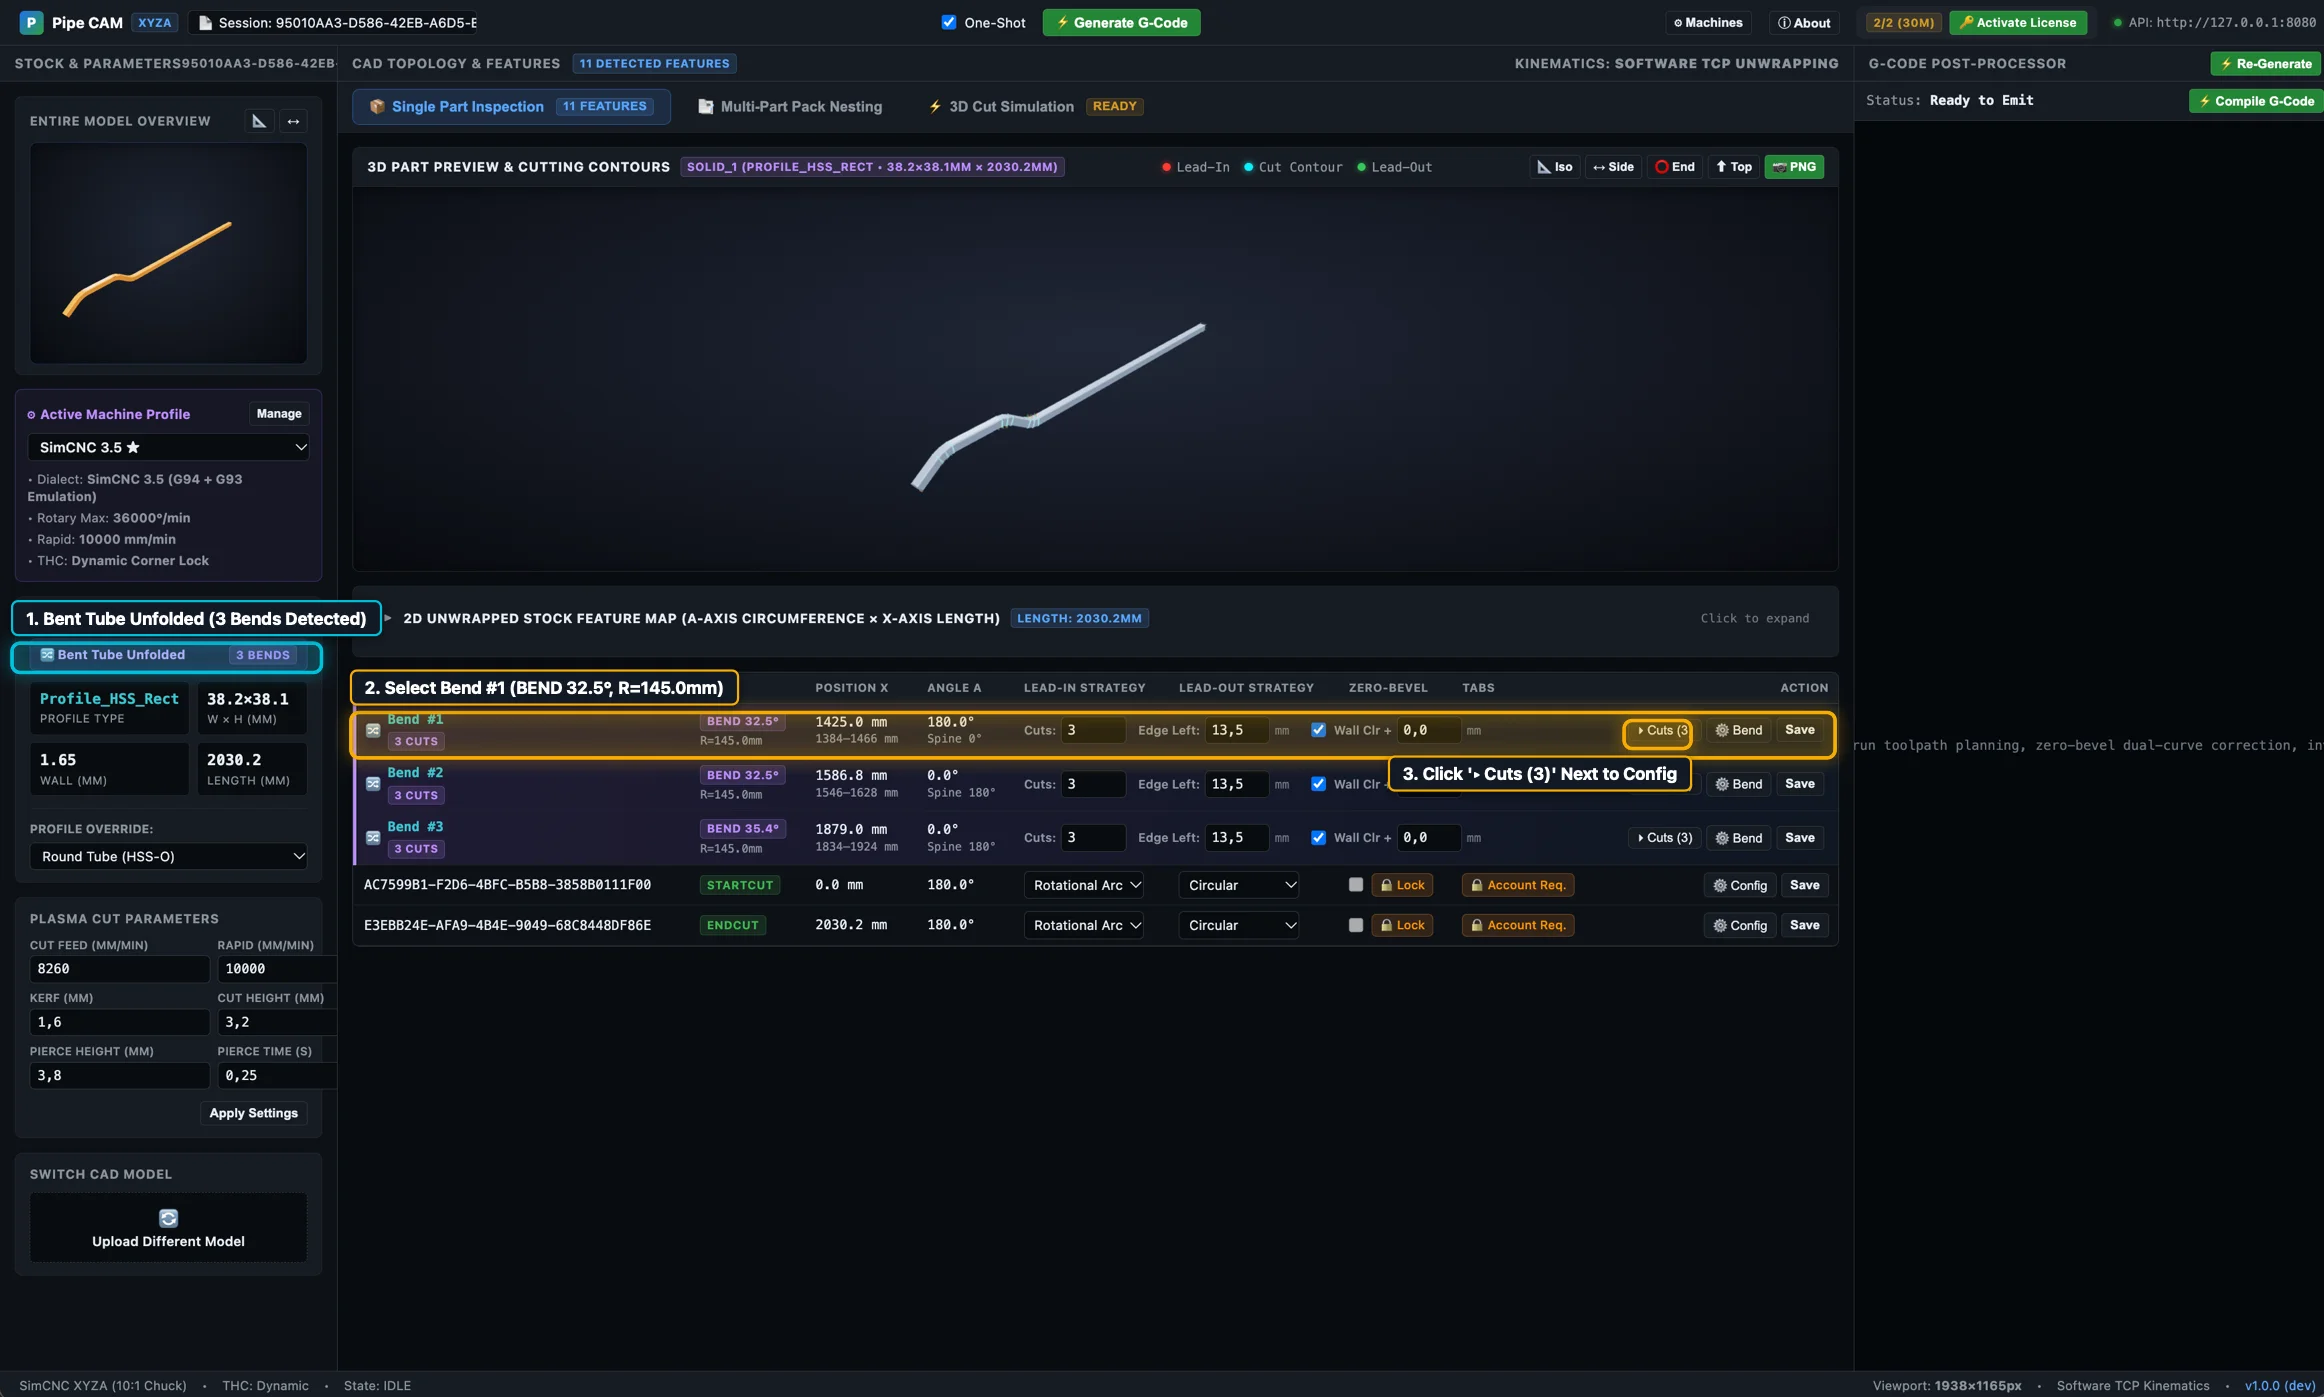 P Pipe CAM XYZA Session: 95010AA3-D586-42EB-A6D5-E
One-Shot ⚡ Generate G-Code
Machines About 2/2 (30M) Activate License API: http://127.0.0.1:8080
STOCK & PARAMETERS 95010AA3-D586-42EB-
CAD TOPOLOGY & FEATURES 11 DETECTED FEATURES
KINEMATICS: SOFTWARE TCP UNWRAPPING
G-CODE POST-PROCESSOR ⚡ Re-Generate
Status: Ready to Emit ⚡ Compile G-Code
Single Part Inspection 11 FEATURES Multi-Part Pack Nesting ⚡ 3D Cut Simulation READY
ENTIRE MODEL OVERVIEW
3D PART PREVIEW & CUTTING CONTOURS SOLID_1 (PROFILE_HSS_RECT • 38.2×38.1MM × 2030.2MM)
Lead-In Cut Contour Lead-Out
Iso ↔ Side End Top PNG
Active Machine Profile Manage
SimCNC 3.5 ★
• Dialect: SimCNC 3.5 (G94 + G93
Emulation)
• Rotary Max: 36000°/min
• Rapid: 10000 mm/min
• THC: Dynamic Corner Lock
1. Bent Tube Unfolded (3 Bends Detected)
Bent Tube Unfolded 3 BENDS
Profile_HSS_Rect
PROFILE TYPE
38.2×38.1
W × H (MM)
1.65
WALL (MM)
2030.2
LENGTH (MM)
PROFILE OVERRIDE:
Round Tube (HSS-O)
PLASMA CUT PARAMETERS
CUT FEED (MM/MIN) RAPID (MM/MIN)
8260 10000
KERF (MM) CUT HEIGHT (MM)
1,6 3,2
PIERCE HEIGHT (MM) PIERCE TIME (S)
3,8 0,25
Apply Settings
SWITCH CAD MODEL
Upload Different Model
▸ 2D UNWRAPPED STOCK FEATURE MAP (A-AXIS CIRCUMFERENCE × X-AXIS LENGTH) LENGTH: 2030.2MM Click to expand
2. Select Bend #1 (BEND 32.5°, R=145.0mm)
POSITION X ANGLE A LEAD-IN STRATEGY LEAD-OUT STRATEGY ZERO-BEVEL TABS ACTION
Bend #1 BEND 32.5° 1425.0 mm 180.0°
3 CUTS R=145.0mm 1384–1466 mm Spine 0°
Cuts: 3 Edge Left: 13,5 mm Wall Clr + 0,0 mm ▸ Cuts (3 Bend Save
run toolpath planning, zero-bevel dual-curve correction, in
3. Click '▸ Cuts (3)' Next to Config
Bend #2 BEND 32.5° 1586.8 mm 0.0°
3 CUTS R=145.0mm 1546–1628 mm Spine 180°
Cuts: 3 Edge Left: 13,5 mm Wall Clr + Bend Save
Bend #3 BEND 35.4° 1879.0 mm 0.0°
3 CUTS R=145.0mm 1834–1924 mm Spine 180°
Cuts: 3 Edge Left: 13,5 mm Wall Clr + 0,0 mm ▸ Cuts (3) Bend Save
AC7599B1-F2D6-4BFC-B5B8-3858B0111F00 STARTCUT 0.0 mm 180.0° Rotational Arc Circular Lock Account Req. Config Save
E3EBB24E-AFA9-4B4E-9049-68C8448DF86E ENDCUT 2030.2 mm 180.0° Rotational Arc Circular Lock Account Req. Config Save
SimCNC XYZA (10:1 Chuck) • THC: Dynamic • State: IDLE
Viewport: 1938×1165px • Software TCP Kinematics • v1.0.0 (dev)